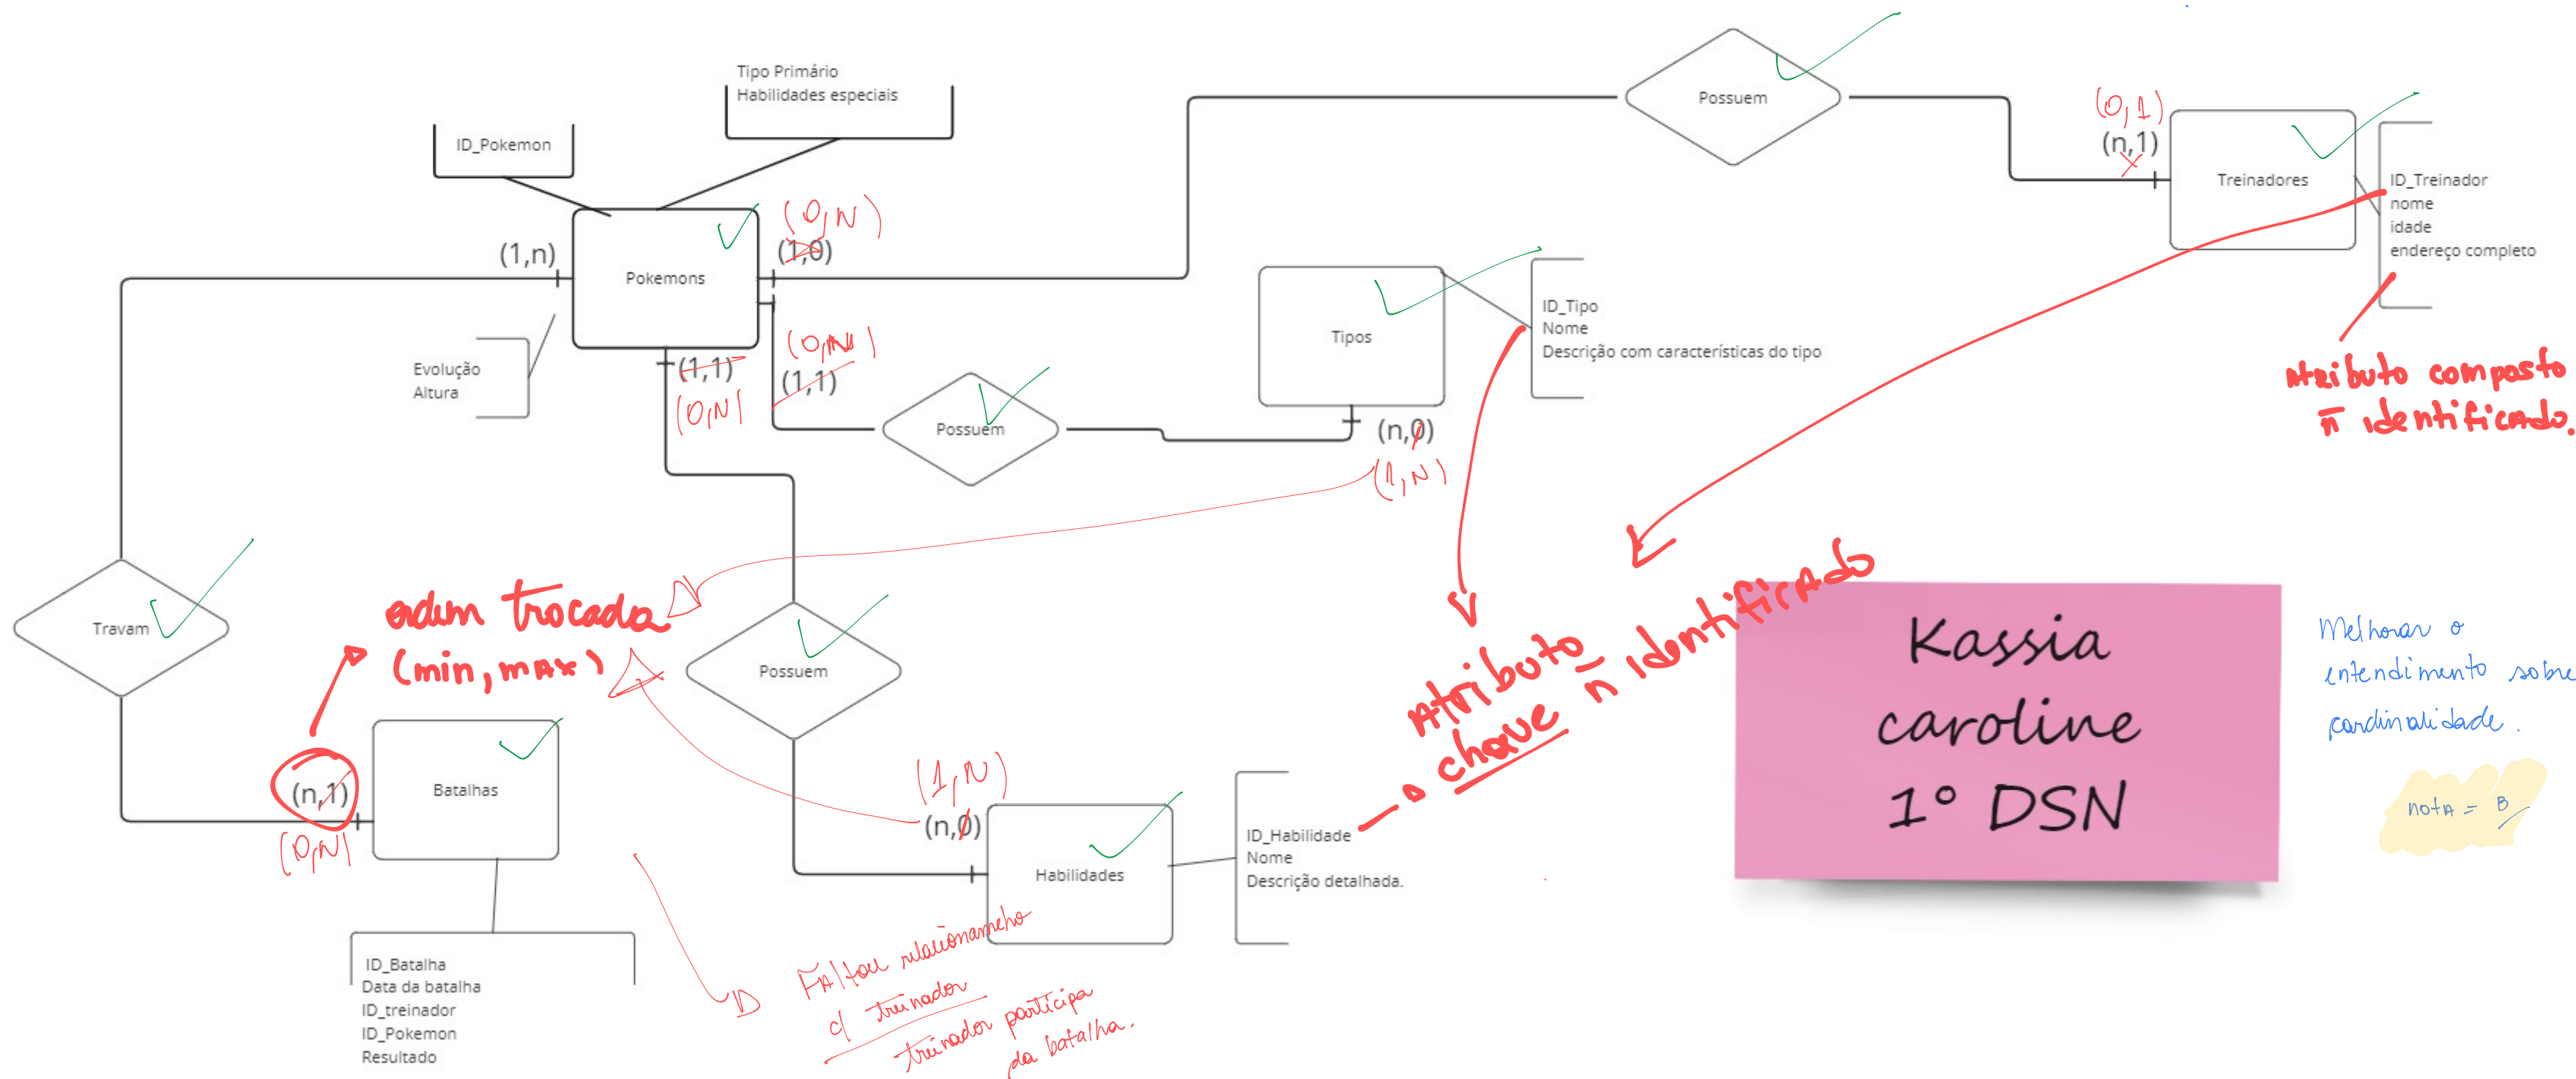 Tipo Primário
Habilidades especiais
ID_Pokemon
Possuem
(0,1)
(n,1)
Treinadores
ID_Treinador
nome
idade
endereço completo
Atributo composto
ñ identificado.
(1,n)
Pokemons
(0,N)
(1,0)
Evolução
Altura
(1,1)
(0,N)
(0,N)
(1,1)
Possuem
Tipos
ID_Tipo
Nome
Descrição com características do tipo
(n,0)
(1,N)
Travam
ordem trocada
(min, max)
Possuem
Atributo
chave ñ identificado
(n,1)
(0,N)
Batalhas
ID_Batalha
Data da batalha
ID_treinador
ID_Pokemon
Resultado
(1,N)
(n,0)
Habilidades
ID_Habilidade
Nome
Descrição detalhada.
Faltou relacionamento
c/ treinador
treinador participa
da batalha.
Kassia
caroline
1° DSN
Melhorar o
entendimento sobre
cardinalidade.
nota = B